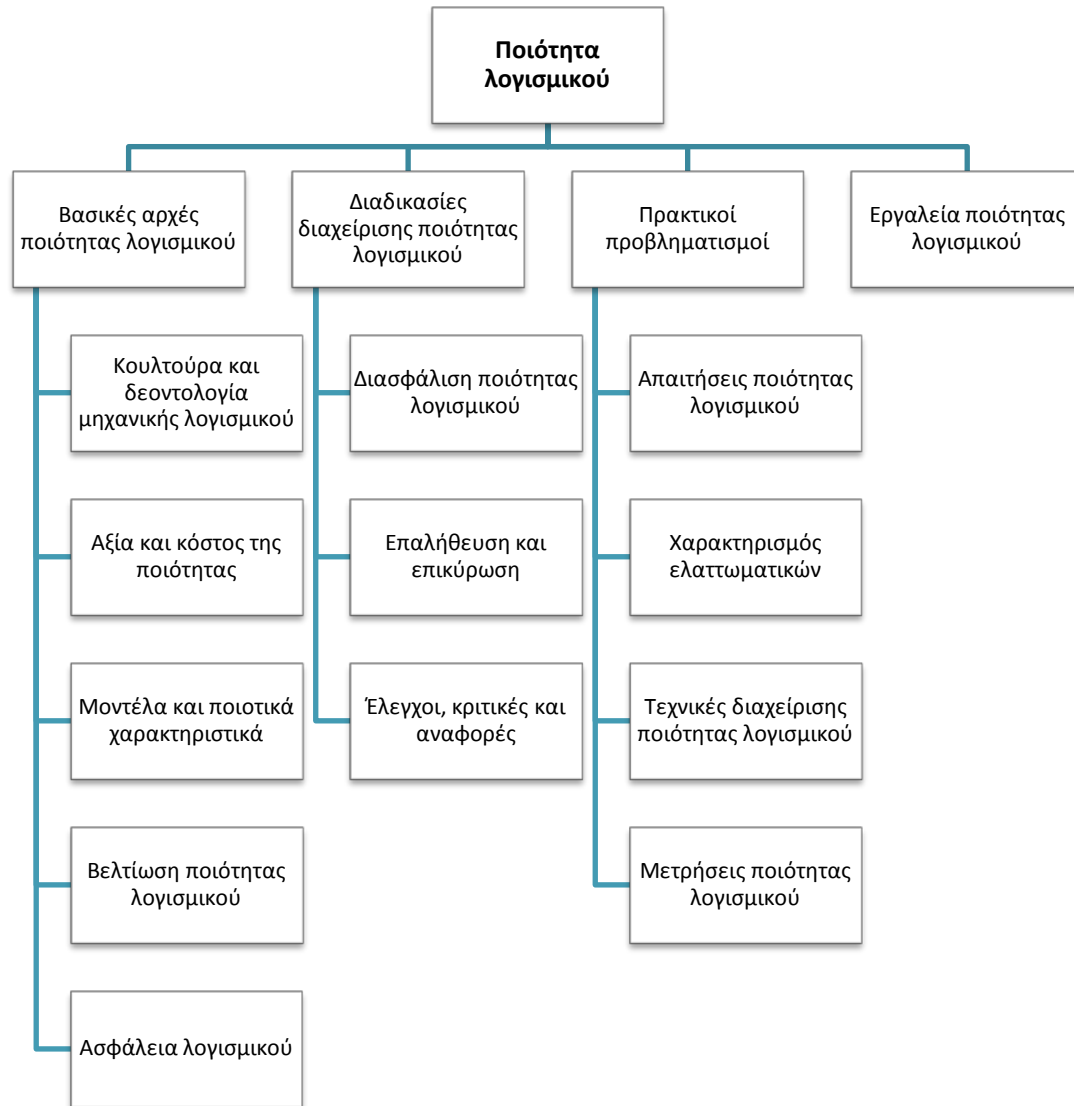 Ποιότητα
λογισμικού
Βασικές αρχές
ποιότητας λογισμικού
Κουλτούρα και
δεοντολογία
μηχανικής λογισμικού
Αξία και κόστος της
ποιότητας
Μοντέλα και ποιοτικά
χαρακτηριστικά
Βελτίωση ποιότητας
λογισμικού
Ασφάλεια λογισμικού
Διαδικασίες
διαχείρισης ποιότητας
λογισμικού
Διασφάλιση ποιότητας
λογισμικού
Επαλήθευση και
επικύρωση
Έλεγχοι, κριτικές και
αναφορές
Πρακτικοί
προβληματισμοί
Απαιτήσεις ποιότητας
λογισμικού
Χαρακτηρισμός
ελαττωματικών
Τεχνικές διαχείρισης
ποιότητας λογισμικού
Μετρήσεις ποιότητας
λογισμικού
Εργαλεία ποιότητας
λογισμικού